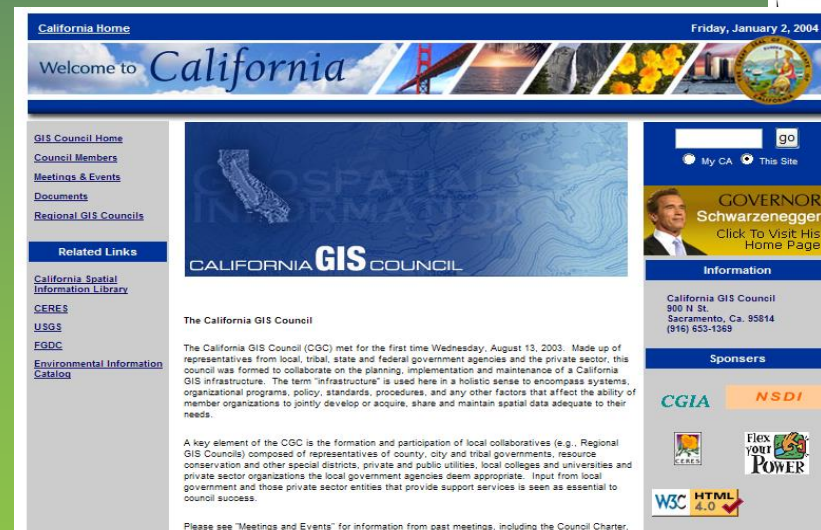 California Home
Friday, January 2, 2004
Welcome to California
GIS Council Home
Council Members
Meetings & Events
Documents
Regional GIS Councils
Related Links
California Spatial
Information Library
CERES
USGS
FGDC
Environmental Information
Catalog
GEOSPATIAL
INFORMATION
CALIFORNIA GIS COUNCIL
The California GIS Council
The California GIS Council (CGC) met for the first time Wednesday, August 13, 2003. Made up of
representatives from local, tribal, state and federal government agencies and the private sector, this
council was formed to collaborate on the planning, implementation and maintenance of a California
GIS infrastructure. The term "infrastructure" is used here in a holistic sense to encompass systems,
organizational programs, policy, standards, procedures, and any other factors that affect the ability of
member organizations to jointly develop or acquire, share and maintain spatial data adequate to their
needs.
A key element of the CGC is the formation and participation of local collaboratives (e.g., Regional
GIS Councils) composed of representatives of county, city and tribal governments, resource
conservation and other special districts, private and public utilities, local colleges and universities and
private sector organizations the local government agencies deem appropriate. Input from local
government and those private sector entities that provide support services is seen as essential to
council success.
Please see "Meetings and Events" for information from past meetings, including the Council Charter,
go
My CA This Site
GOVERNOR
Schwarzenegger
Click To Visit His
Home Page
Information
California GIS Council
900 N St.
Sacramento, Ca. 95814
(916) 653-1369
Sponsers
CGIA
NSDI
CERES
Flex
your
POWER
W3C HTML
4.0